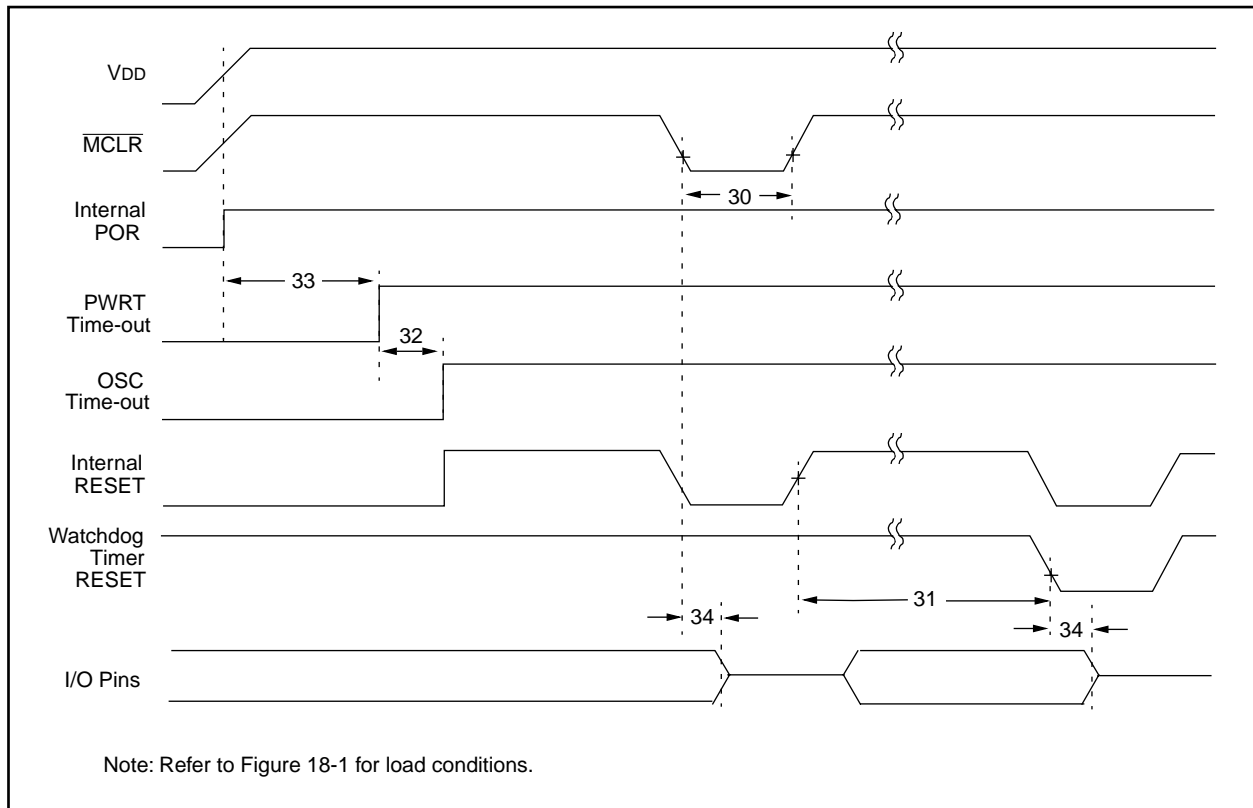 VDD
MCLR
30
Internal
POR
33
PWRT
Time-out
32
OSC
Time-out
Internal
RESET
Watchdog
Timer
RESET
31
34
34
I/O Pins
Note: Refer to Figure 18-1 for load conditions.